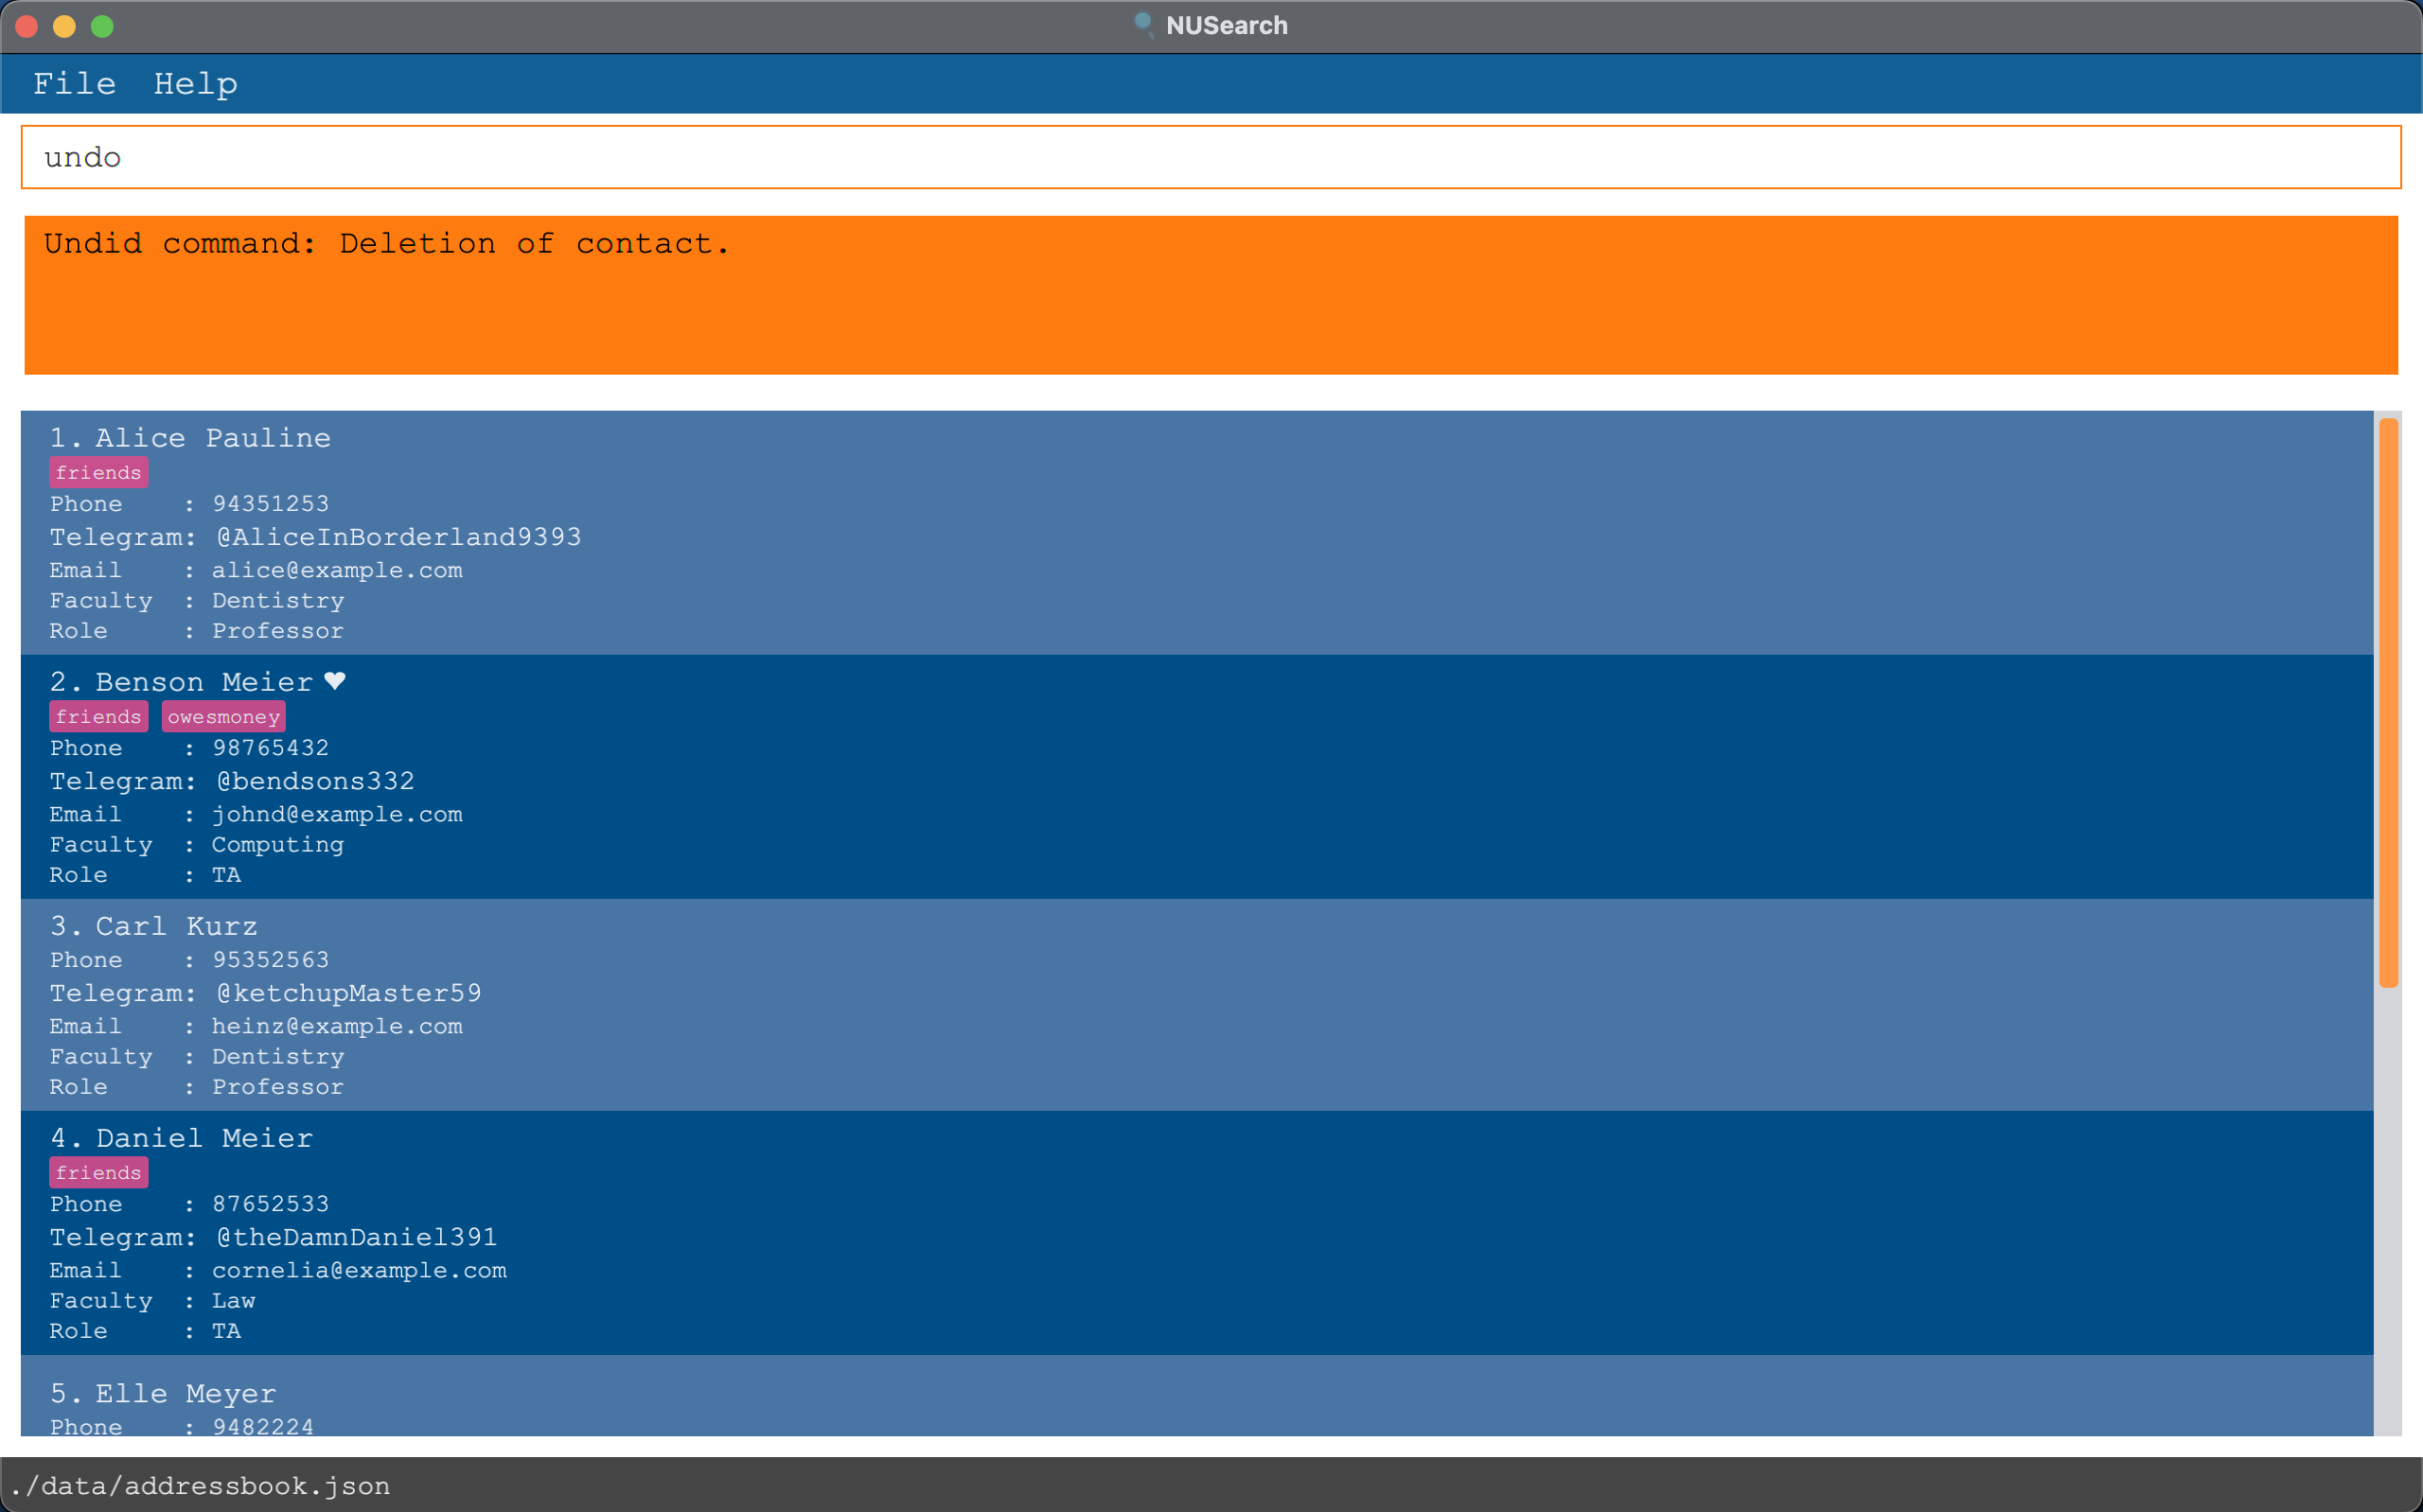 NUSearch
File Help
undo
Undid command: Deletion of contact.
1. Alice Pauline
friends
Phone : 94351253
Telegram: @AliceInBorderland9393
Email : alice@example.com
Faculty : Dentistry
Role : Professor
2. Benson Meier ♥
friends owesmoney
Phone : 98765432
Telegram: @bendsons332
Email : johnd@example.com
Faculty : Computing
Role : TA
3. Carl Kurz
Phone : 95352563
Telegram: @ketchupMaster59
Email : heinz@example.com
Faculty : Dentistry
Role : Professor
4. Daniel Meier
friends
Phone : 87652533
Telegram: @theDamnDaniel391
Email : cornelia@example.com
Faculty : Law
Role : TA
5. Elle Meyer
Phone : 9482224
./data/addressbook.json